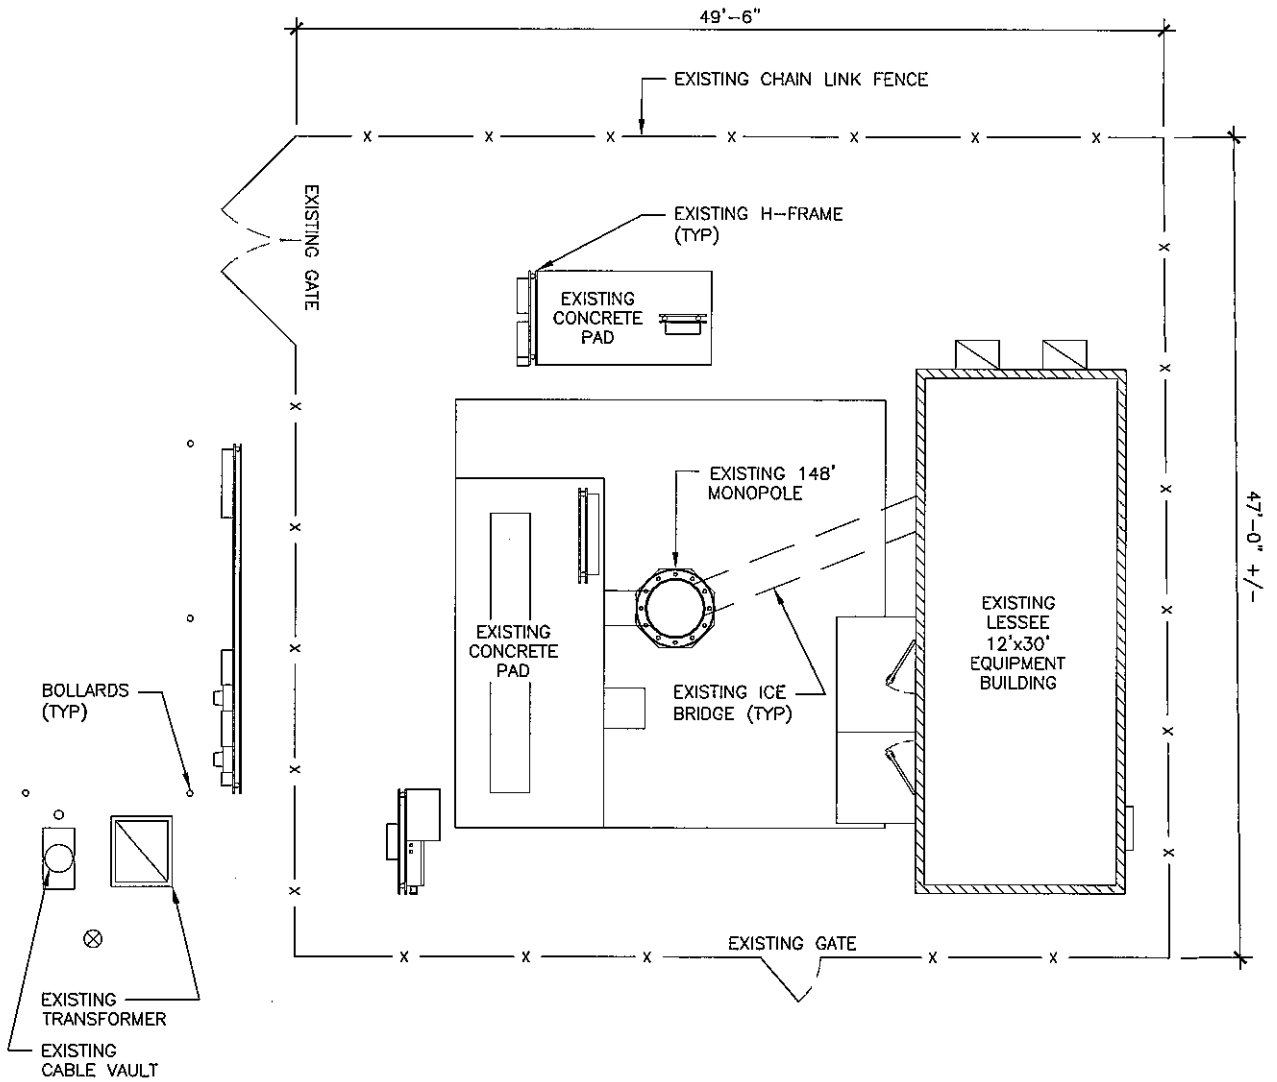 49'-6"
EXISTING CHAIN LINK FENCE
EXISTING GATE
EXISTING H-FRAME
(TYP)
EXISTING
CONCRETE
PAD
EXISTING 148'
MONOPOLE
47'-0" +/-
EXISTING
LESSEE
12'x30'
EQUIPMENT
BUILDING
EXISTING
CONCRETE
PAD
EXISTING ICE
BRIDGE (TYP)
BOLLARDS
(TYP)
EXISTING GATE
EXISTING
TRANSFORMER
EXISTING
CABLE VAULT